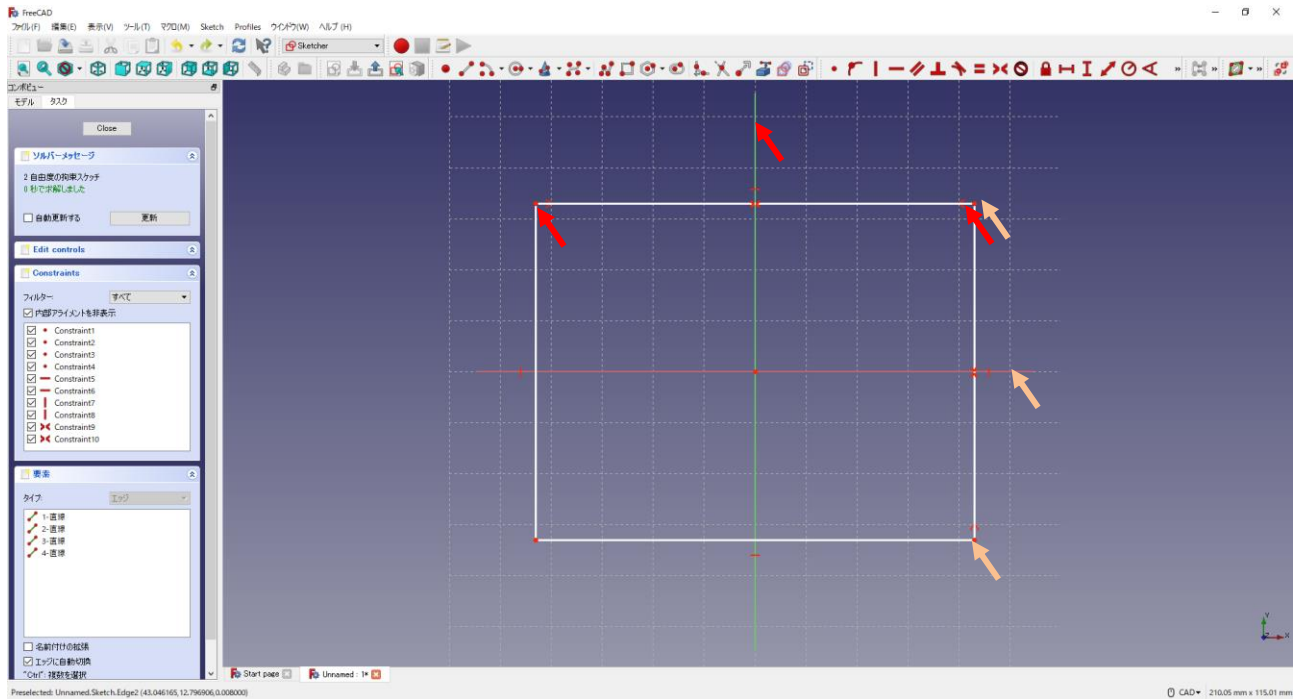 FreeCAD
ファイル(F) 編集(E) 表示(V) ツール(T) マクロ(M) Sketch Profiles ウインドウ(W) ヘルプ(H)
Sketcher
コンボビュー
モデル タスク
Close
ソルバーメッセージ
2 自由度の拘束スケッチ
0 秒で求解しました
自動更新する 更新
Edit controls
Constraints
フィルター: すべて
内部アライメントを非表示
Constraint1
Constraint2
Constraint3
Constraint4
Constraint5
Constraint6
Constraint7
Constraint8
Constraint9
Constraint10
要素
タイプ: エッジ
1-直線
2-直線
3-直線
4-直線
名前付けの拡張
エッジに自動切換
"Ctrl": 複数を選択
Start page Unnamed : 1*
Y
Z X
Preselected: Unnamed.Sketch.Edge2 (43.046165, 12.796906, 0.008000)
CAD 210.05 mm x 115.01 mm